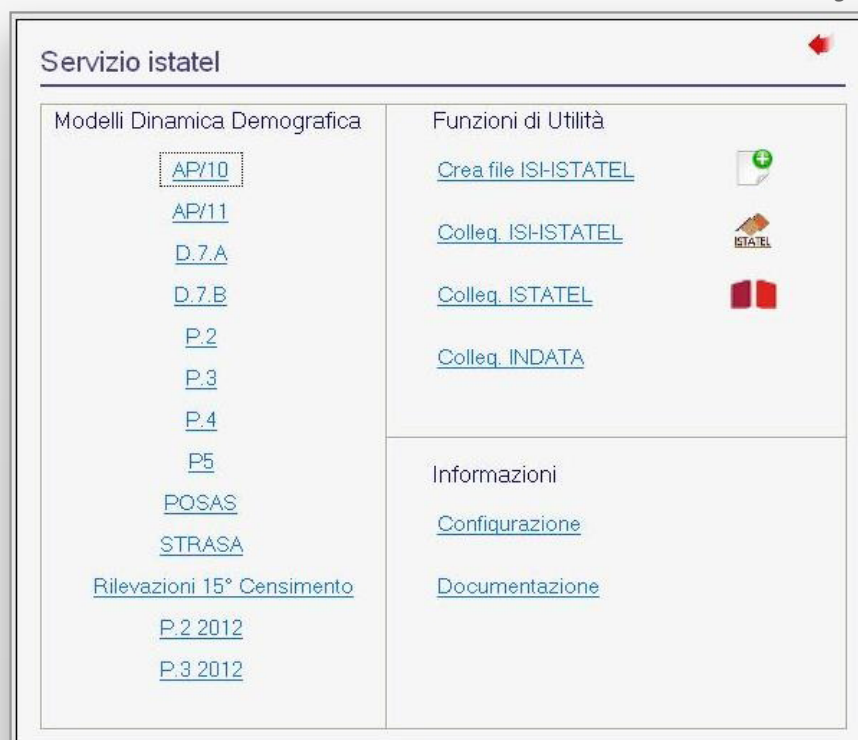 Servizio istatel
Modelli Dinamica Demografica
AP/10
AP/11
D.7.A
D.7.B
P.2
P.3
P.4
P5
POSAS
STRASA
Rilevazioni 15° Censimento
P.2 2012
P.3 2012
Funzioni di Utilità
Crea file ISI-ISTATEL
Colleg. ISI-ISTATEL
ISTATEL
Colleg. ISTATEL
Colleg. INDATA
Informazioni
Configurazione
Documentazione